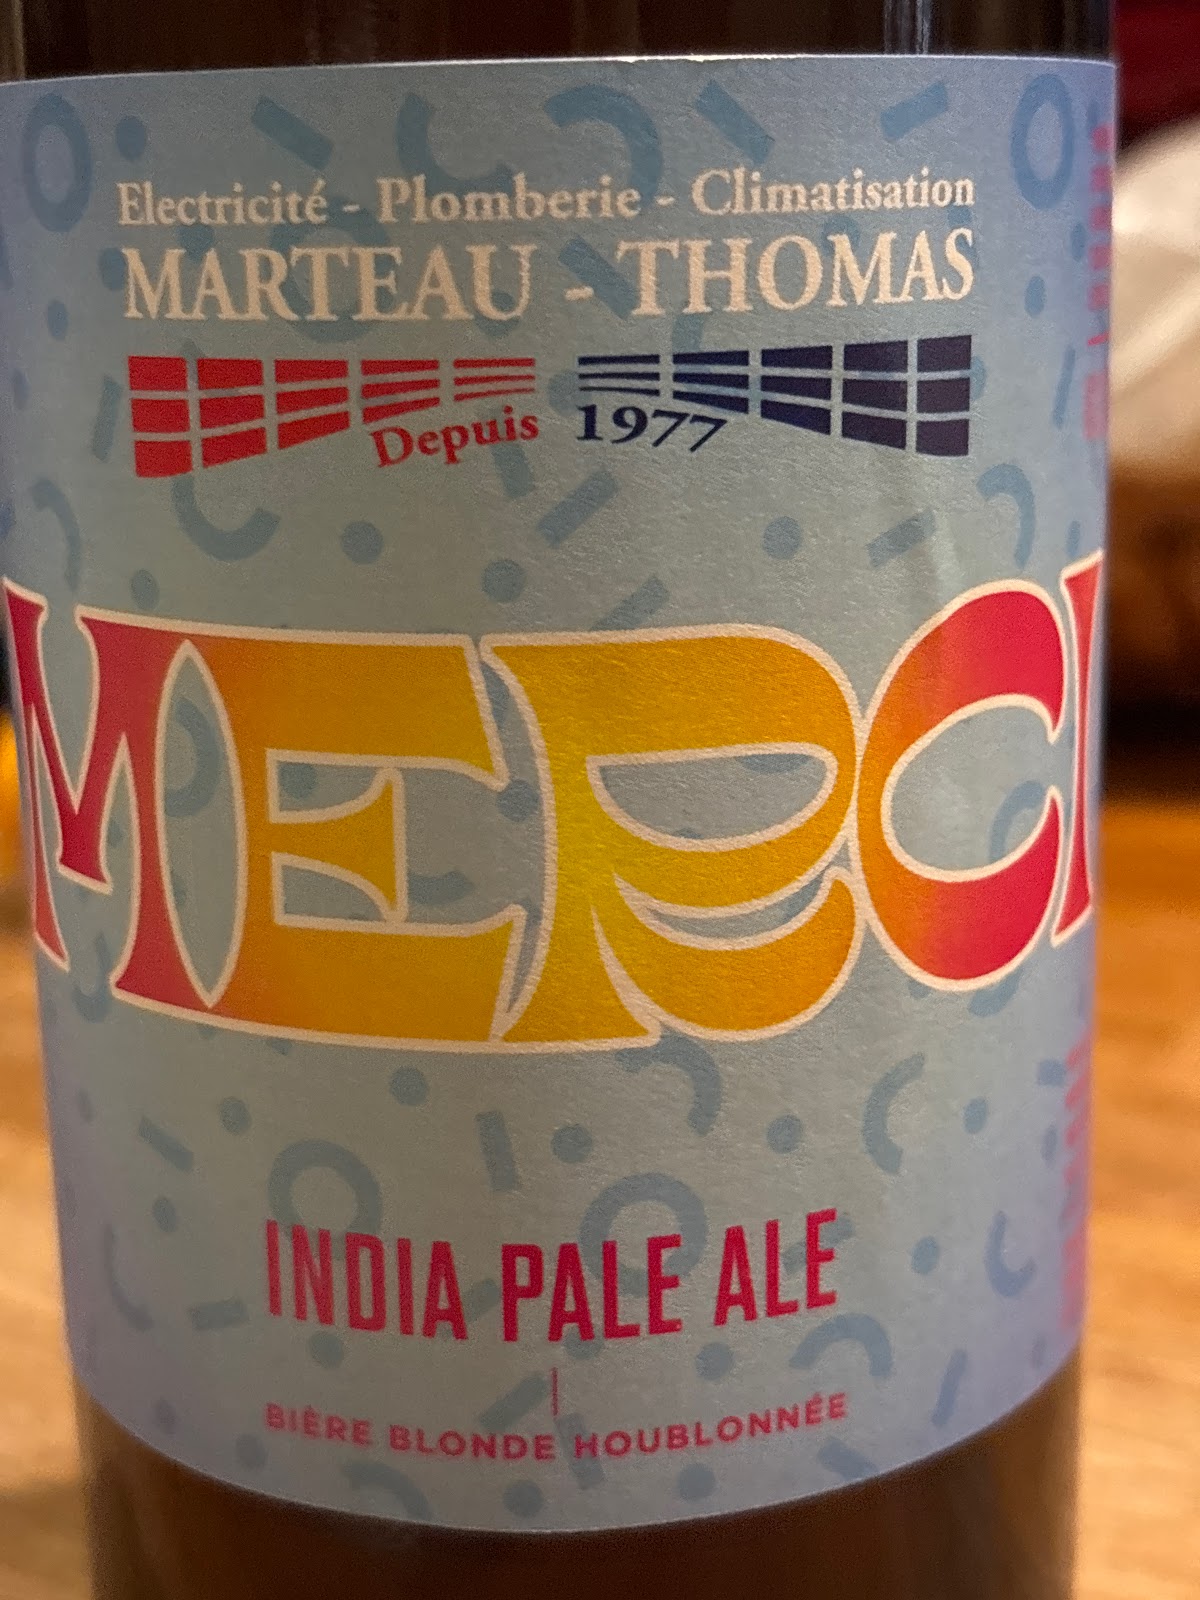 Electricité - Plomberie - Climatisation
MARTEAU - THOMAS
Depuis 1977
MERCI
INDIA PALE ALE
BIÈRE BLONDE HOUBLONNÉE